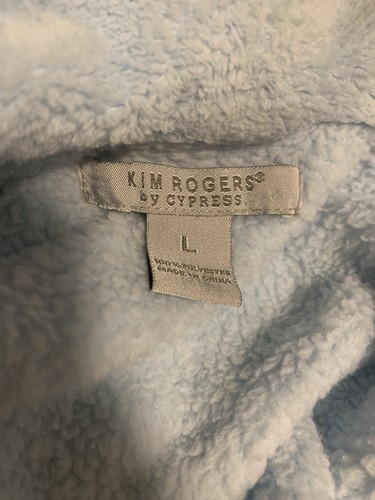 KIM ROGERS®
by CYPRESS
L
100% POLYESTER
MADE IN CHINA